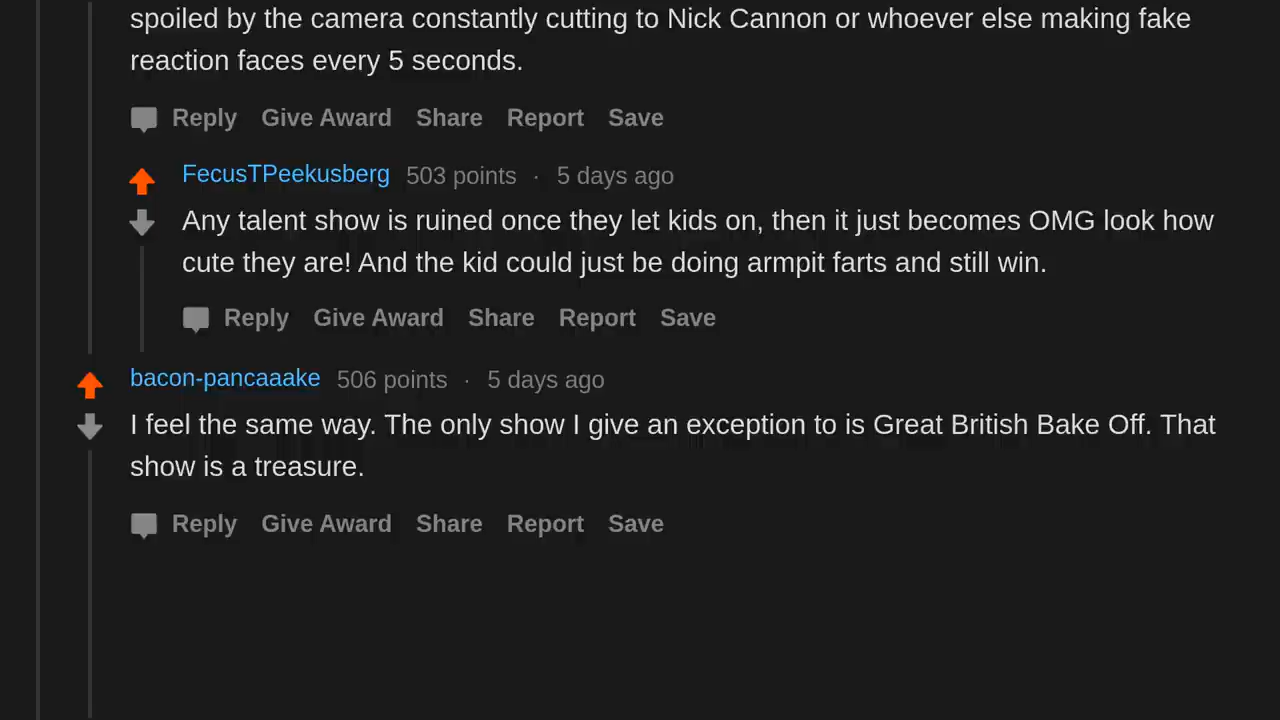 spoiled by the camera constantly cutting to Nick Cannon or whoever else making fake
reaction faces every 5 seconds.
Reply Give Award Share Report Save
FecusTPeekusberg 503 points · 5 days ago
Any talent show is ruined once they let kids on, then it just becomes OMG look how
cute they are! And the kid could just be doing armpit farts and still win.
Reply Give Award Share Report Save
bacon-pancaaake 506 points · 5 days ago
I feel the same way. The only show I give an exception to is Great British Bake Off. That
show is a treasure.
Reply Give Award Share Report Save